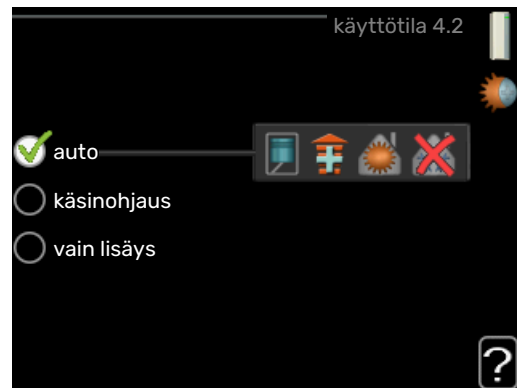 käyttötila 4.2
auto
käsinohjaus
vain lisäys
?